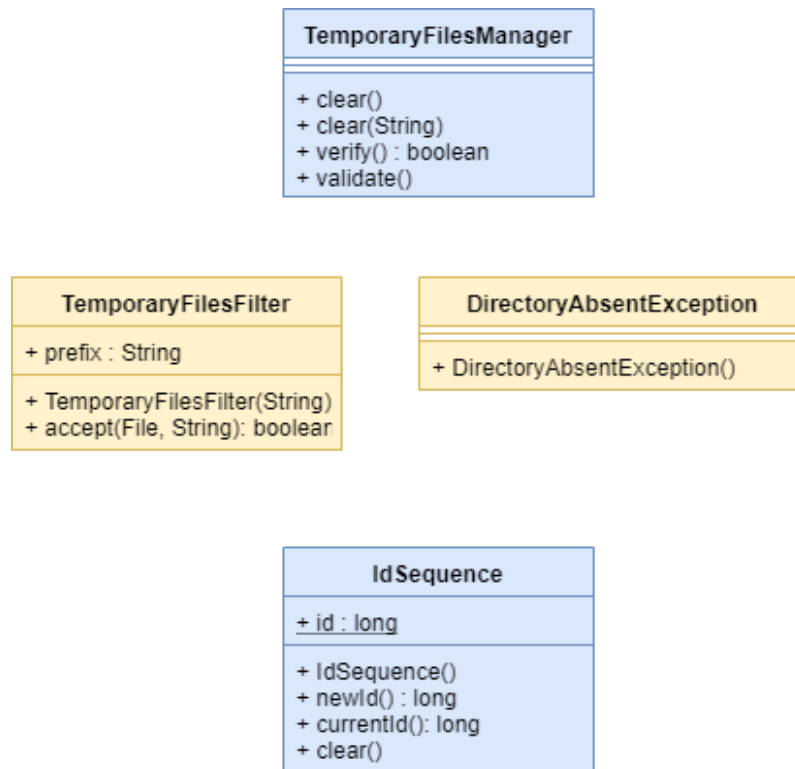 TemporaryFilesManager
+ clear()
+ clear(String)
+ verify() : boolean
+ validate()
TemporaryFilesFilter
+ prefix : String
+ TemporaryFilesFilter(String)
+ accept(File, String): boolean
DirectoryAbsentException
+ DirectoryAbsentException()
IdSequence
+ id : long
+ IdSequence()
+ newId() : long
+ currentId(): long
+ clear()